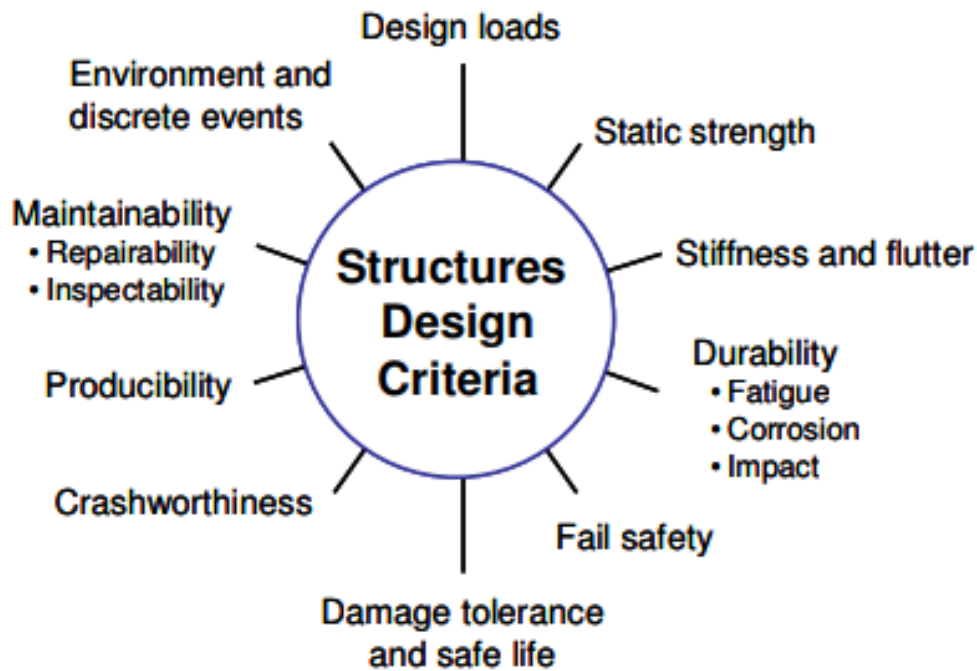 Design loads
Environment and
discrete events
Static strength
Maintainability
• Repairability
• Inspectability
Structures
Design
Criteria
Stiffness and flutter
Durability
• Fatigue
• Corrosion
• Impact
Producibility
Crashworthiness
Fail safety
Damage tolerance
and safe life